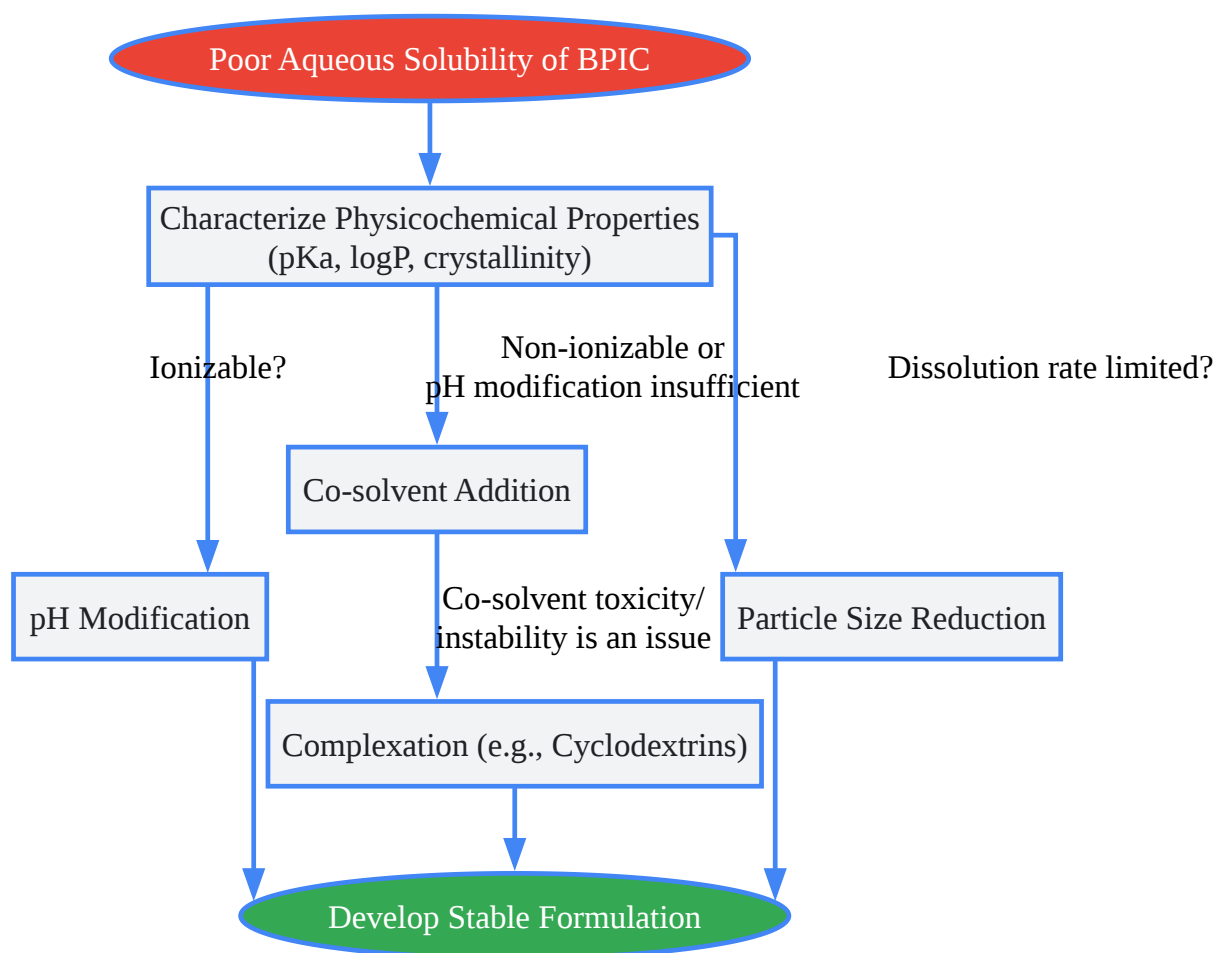 Poor Aqueous Solubility of BPIC
Characterize Physicochemical Properties
(pKa, logP, crystallinity)
Ionizable?
Non-ionizable or
pH modification insufficient
Dissolution rate limited?
Co-solvent Addition
pH Modification
Co-solvent toxicity/
instability is an issue
Particle Size Reduction
Complexation (e.g., Cyclodextrins)
Develop Stable Formulation